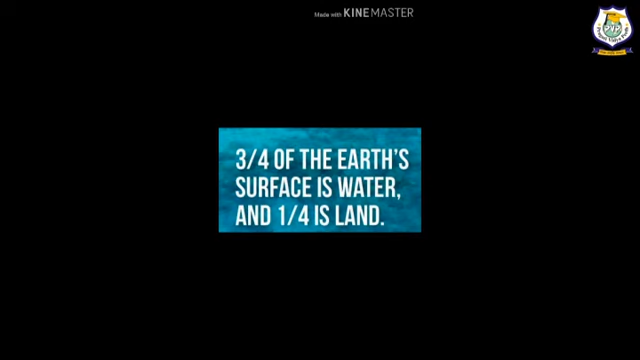 Made with KINEMASTER
3/4 OF THE EARTH'S
SURFACE IS WATER,
AND 1/4 IS LAND.